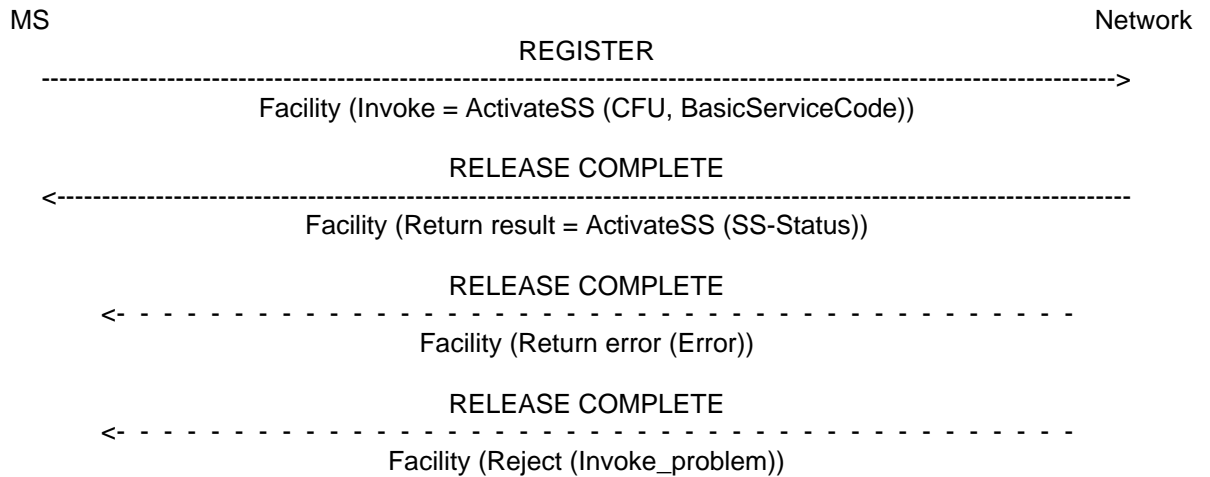 MS Network
REGISTER
Facility (Invoke = ActivateSS (CFU, BasicServiceCode))
RELEASE COMPLETE
Facility (Return result = ActivateSS (SS-Status))
RELEASE COMPLETE
Facility (Return error (Error))
RELEASE COMPLETE
Facility (Reject (Invoke_problem))